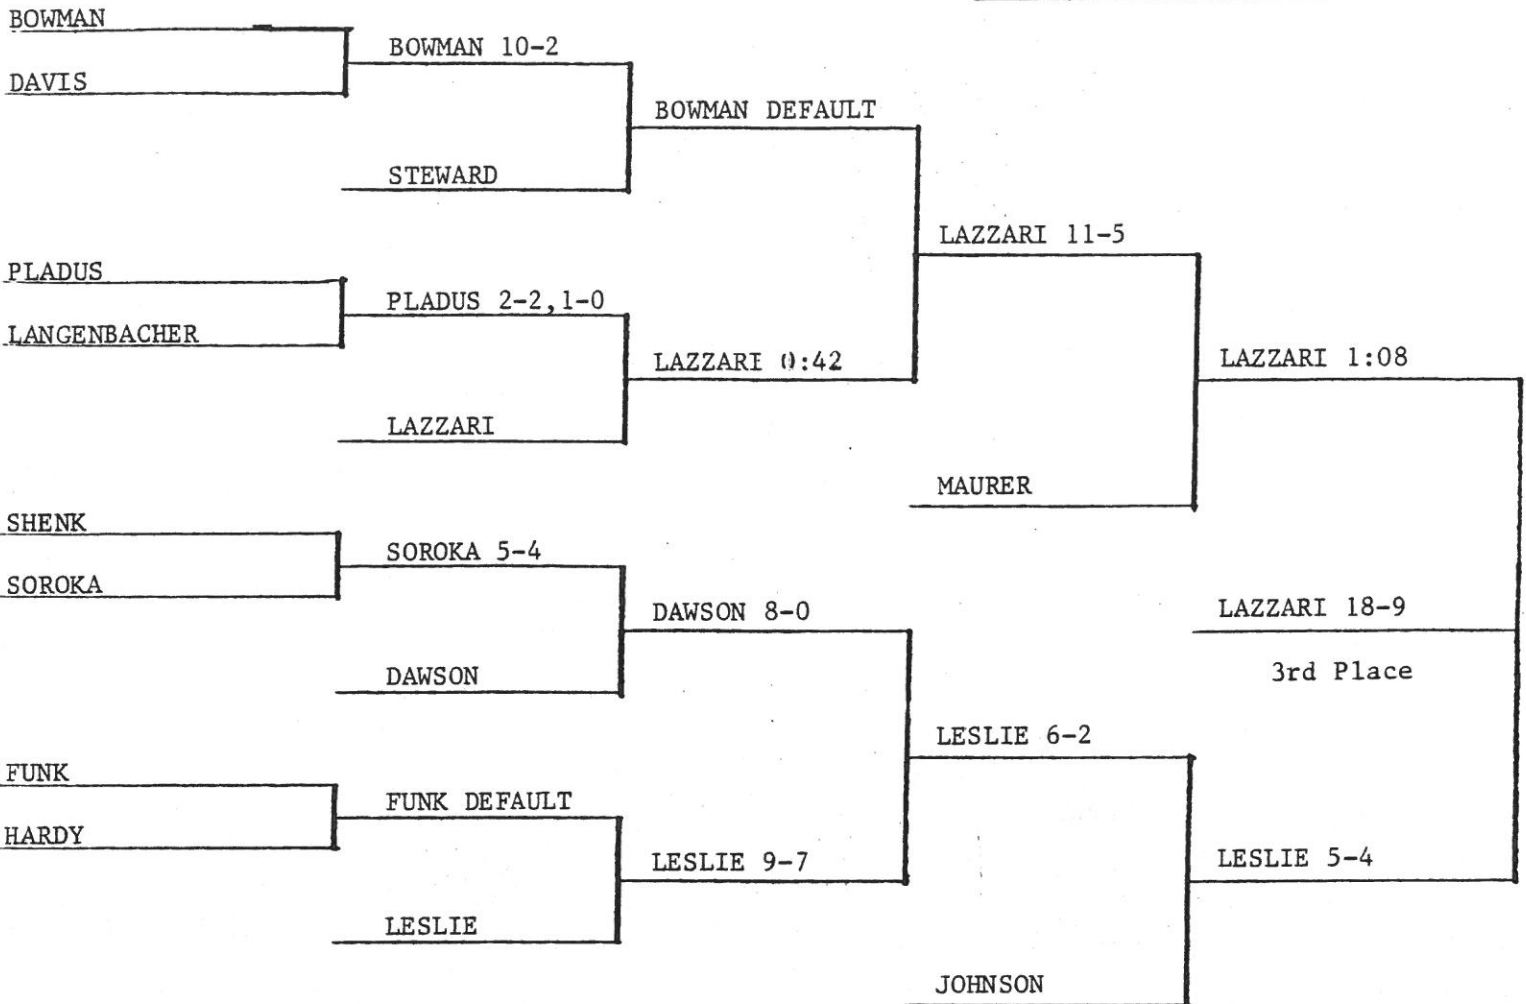 BOWMAN
BOWMAN 10-2
DAVIS
BOWMAN DEFAULT
STEWARD
LAZZARI 11-5
PLADUS
PLADUS 2-2,1-0
LANGENBACHER
LAZZARI 0:42
LAZZARI 1:08
LAZZARI
MAURER
SHENK
SOROKA 5-4
SOROKA
DAWSON 8-0
LAZZARI 18-9
DAWSON
3rd Place
LESLIE 6-2
FUNK
FUNK DEFAULT
HARDY
LESLIE 9-7
LESLIE 5-4
LESLIE
JOHNSON